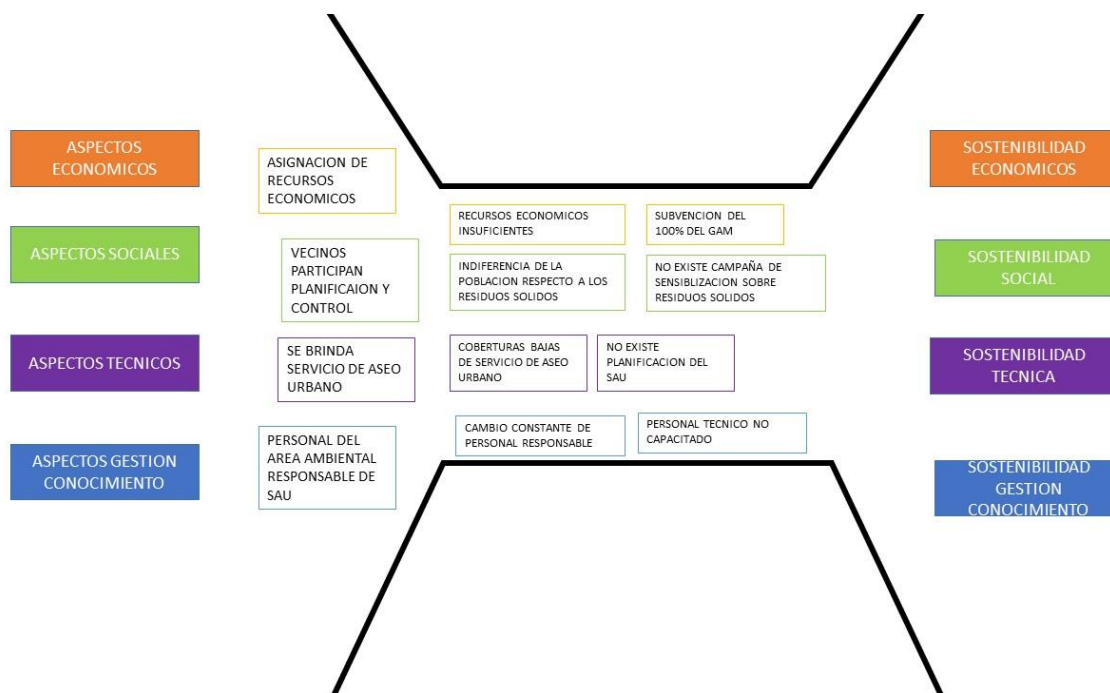 ASPECTOS
ECONOMICOS
ASIGNACION DE
RECURSOS
ECONOMICOS
RECURSOS ECONOMICOS
INSUFICIENTES
SUBVENCION DEL
100% DEL GAM
SOSTENIBILIDAD
ECONOMICOS
ASPECTOS SOCIALES
VECINOS
PARTICIPAN
PLANIFICAION Y
CONTROL
INDIFERENCIA DE LA
POBLACION RESPECTO A LOS
RESIDUOS SOLIDOS
NO EXISTE CAMPAÑA DE
SENSIBLIZACION SOBRE
RESIDUOS SOLIDOS
SOSTENIBILIDAD
SOCIAL
ASPECTOS TECNICOS
SE BRINDA
SERVICIO DE ASEO
URBANO
COBERTURAS BAJAS
DE SERVICIO DE ASEO
URBANO
NO EXISTE
PLANIFICACION DEL
SAU
SOSTENIBILIDAD
TECNICA
ASPECTOS GESTION
CONOCIMIENTO
PERSONAL DEL
AREA AMBIENTAL
RESPONSABLE DE
SAU
CAMBIO CONSTANTE DE
PERSONAL RESPONSABLE
PERSONAL TECNICO NO
CAPACITADO
SOSTENIBILIDAD
GESTION
CONOCIMIENTO